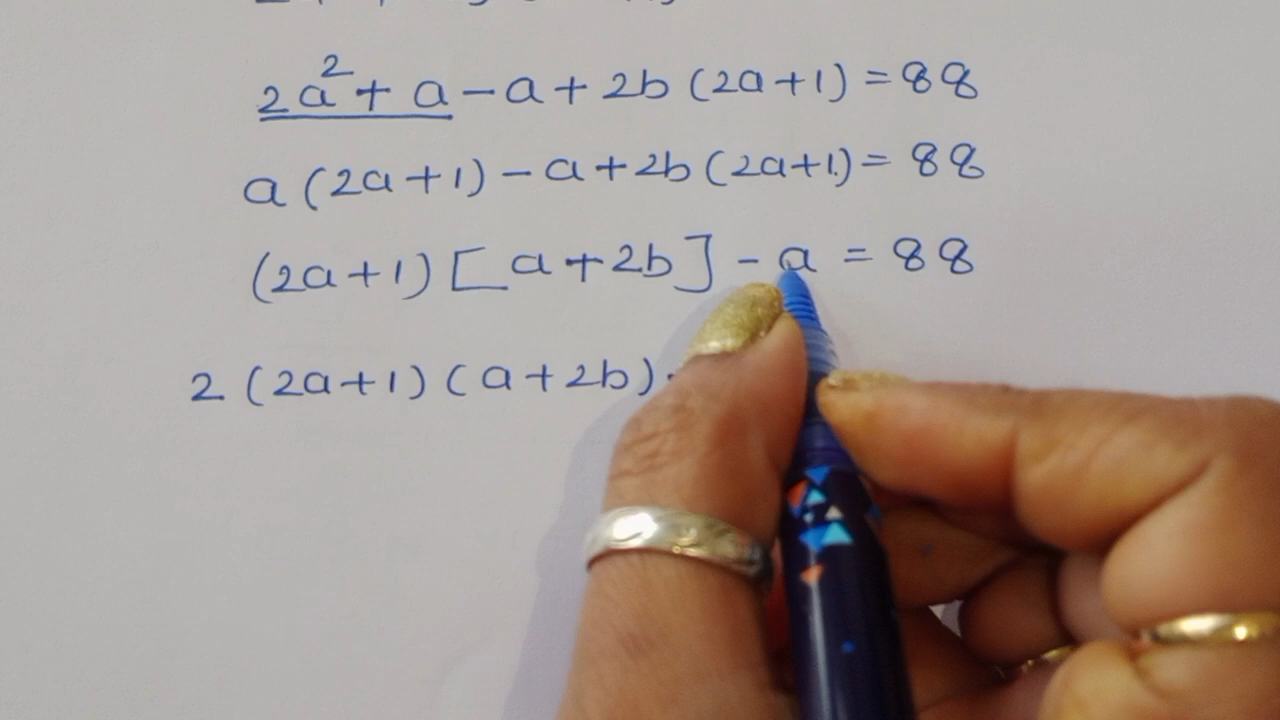 2a² + a - a + 2b (2a+1) = 88
a (2a+1) - a + 2b (2a+1) = 88
(2a+1) [a+2b] - a = 88
2 (2a+1) (a+2b)